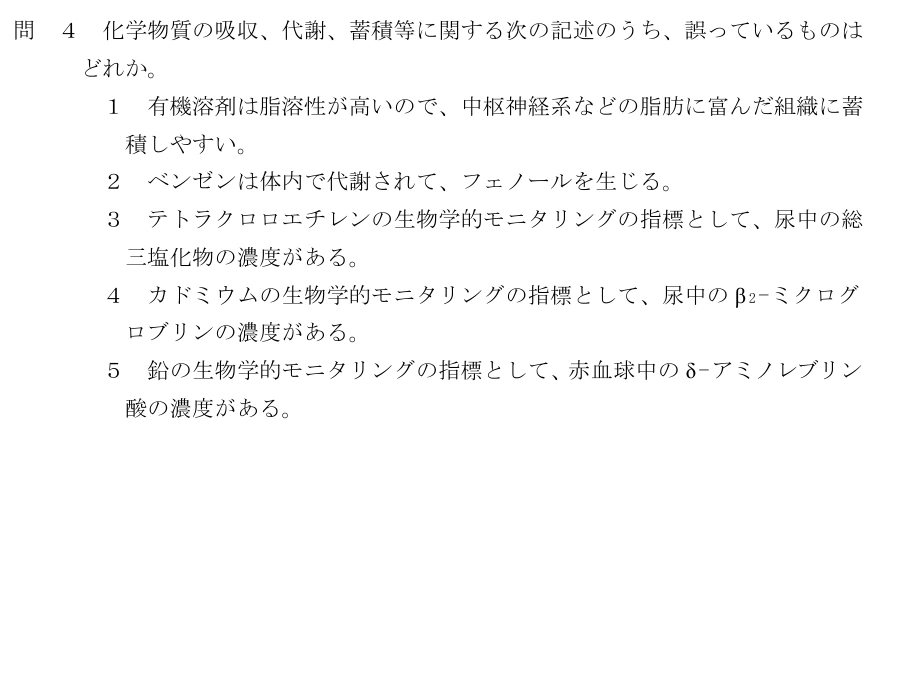 問　４　化学物質の吸収、代謝、蓄積等に関する次の記述のうち、誤っているものは
どれか。
１　有機溶剤は脂溶性が高いので、中枢神経系などの脂肪に富んだ組織に蓄
積しやすい。
２　ベンゼンは体内で代謝されて、フェノールを生じる。
３　テトラクロロエチレンの生物学的モニタリングの指標として、尿中の総
三塩化物の濃度がある。
４　カドミウムの生物学的モニタリングの指標として、尿中のβ₂−ミクログ
ロブリンの濃度がある。
５　鉛の生物学的モニタリングの指標として、赤血球中のδ−アミノレブリン
酸の濃度がある。